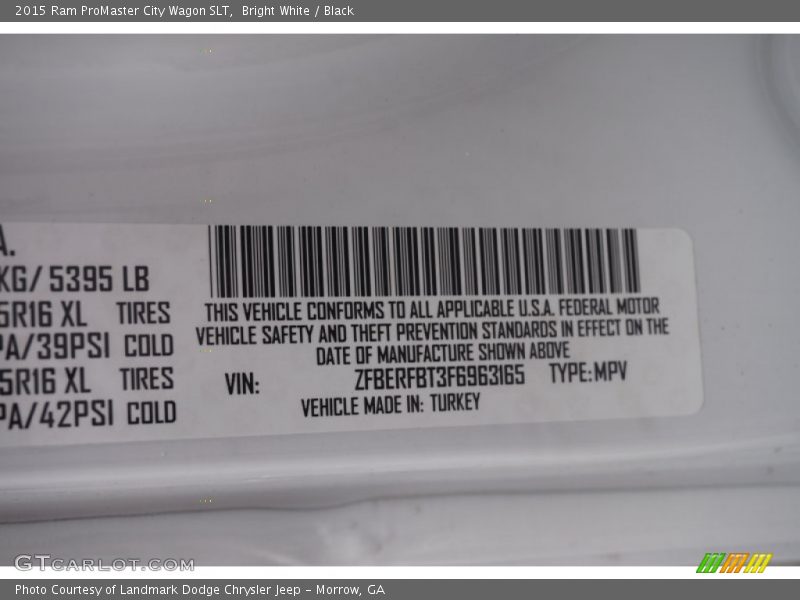 2015 Ram ProMaster City Wagon SLT, Bright White / Black
A.
KG/ 5395 LB
5R16 XL TIRES
PA/39PSI COLD
5R16 XL TIRES
PA/42PSI COLD
THIS VEHICLE CONFORMS TO ALL APPLICABLE U.S.A. FEDERAL MOTOR
VEHICLE SAFETY AND THEFT PREVENTION STANDARDS IN EFFECT ON THE
DATE OF MANUFACTURE SHOWN ABOVE
VIN: ZFBERFBT3F6963165 TYPE:MPV
VEHICLE MADE IN: TURKEY
GTCARLOT.COM
Photo Courtesy of Landmark Dodge Chrysler Jeep - Morrow, GA